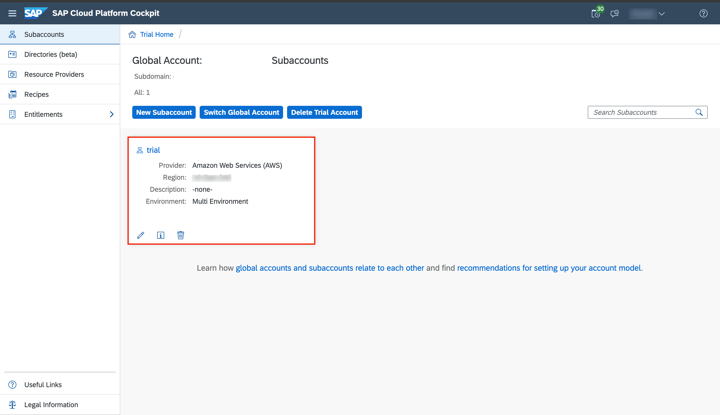 SAP SAP Cloud Platform Cockpit 30
Subaccounts
Directories (beta)
Resource Providers
Recipes
Entitlements
Useful Links
Legal Information
Trial Home /
Global Account: Subaccounts
Subdomain:
All: 1
New Subaccount Switch Global Account Delete Trial Account Search Subaccounts
trial
Provider: Amazon Web Services (AWS)
Region:
Description: -none-
Environment: Multi Environment
Learn how global accounts and subaccounts relate to each other and find recommendations for setting up your account model.